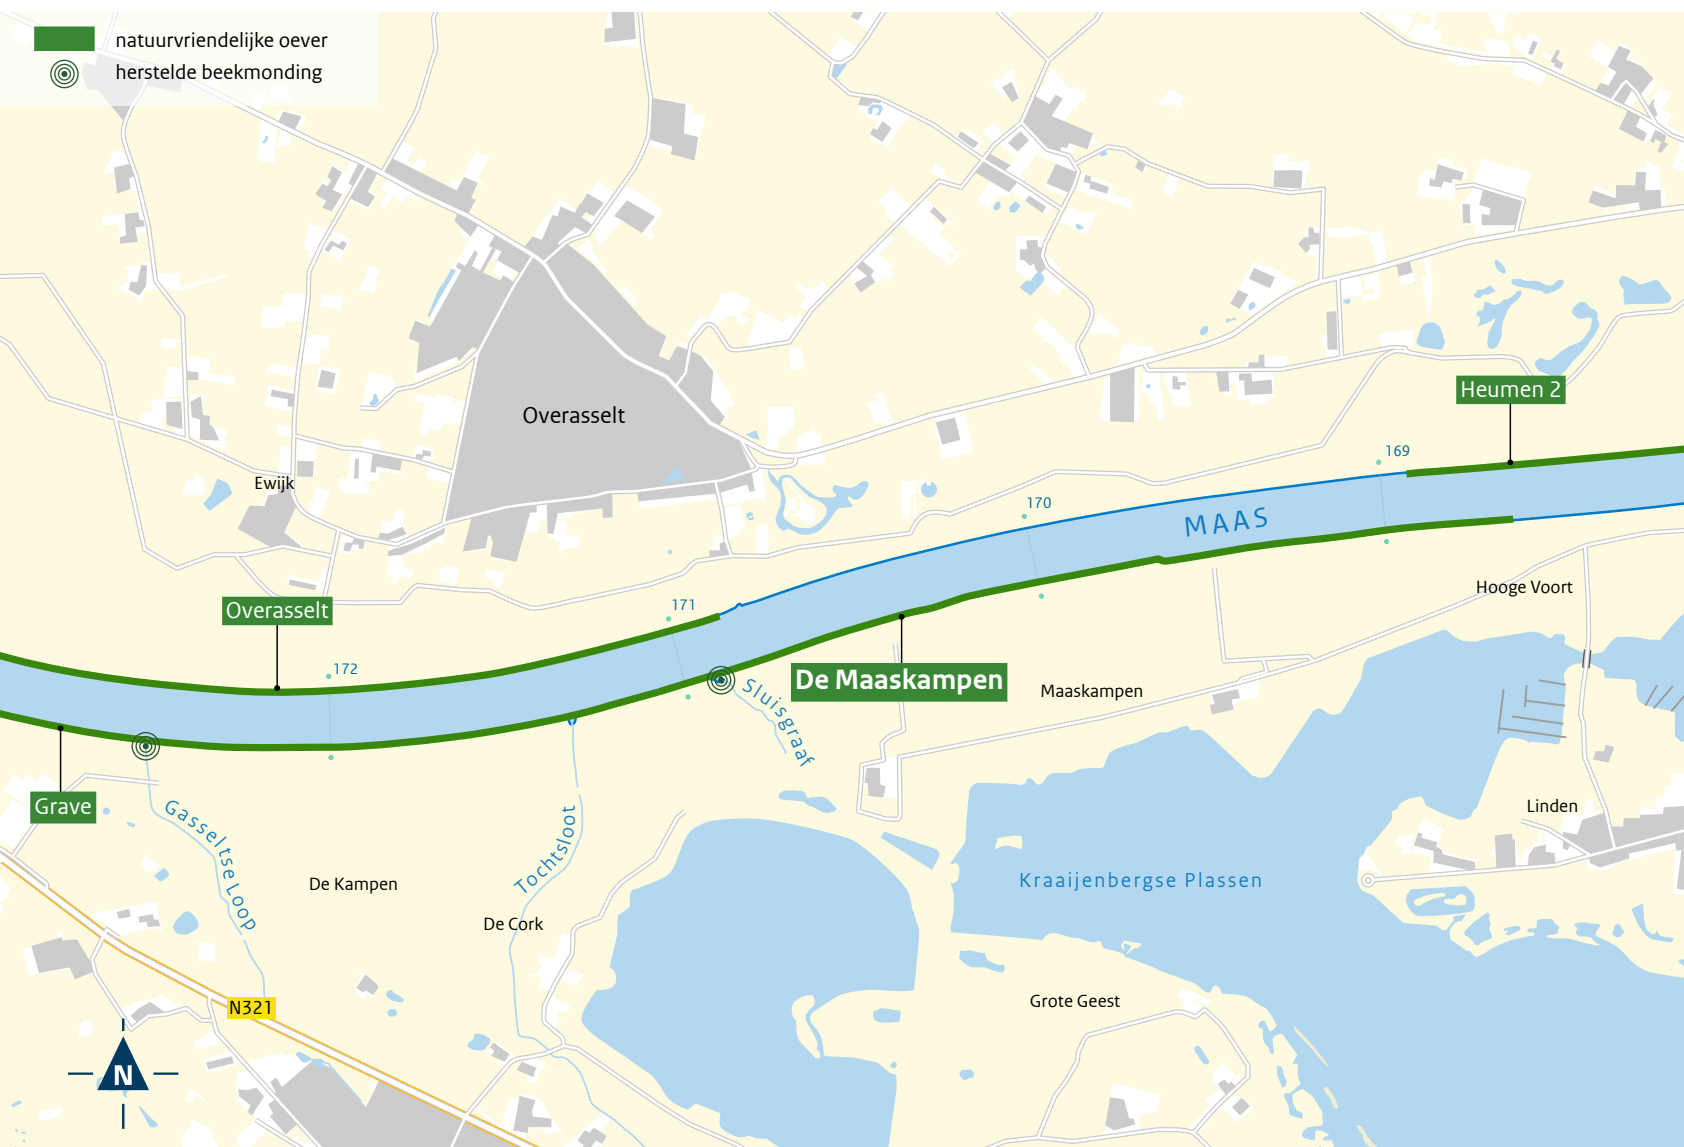 natuurvriendelijke oever
herstelde beekmonding
Heumen 2
Overasselt
169
Ewijk
170
MAAS
Hooge Voort
171
Overasselt
172
De Maaskampen
Maaskampen
Sluisgraaf
Grave
Linden
Gasseltse Loop
Tochtsloot
De Kampen
Kraaijenbergse Plassen
De Cork
Grote Geest
N321
N